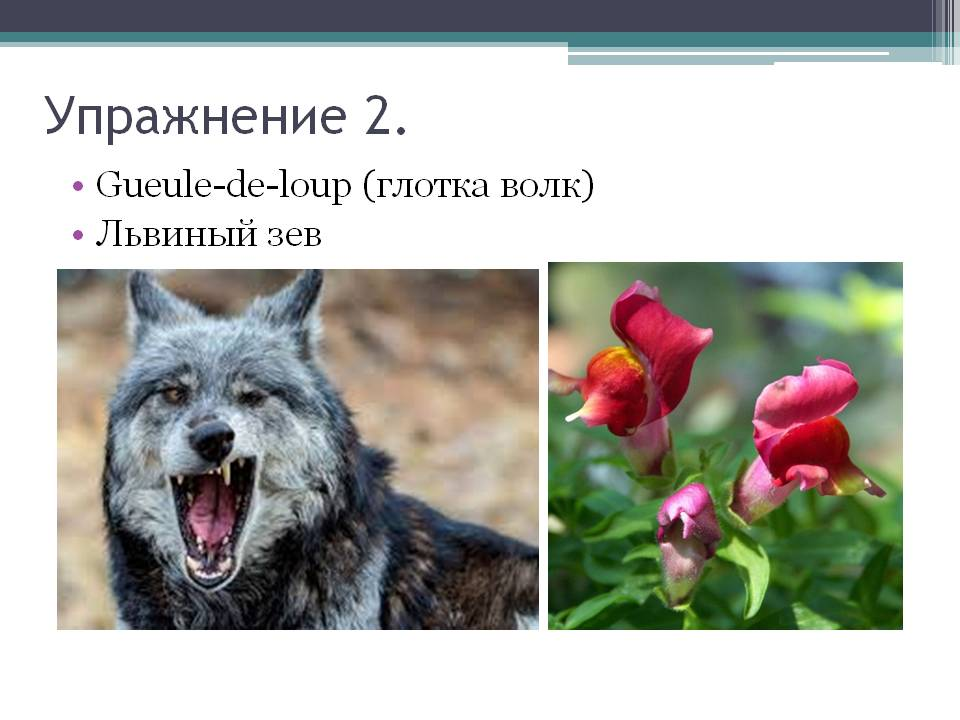 Упражнение 2.
• Gueule-de-loup (глотка волк)
• Львиный зев